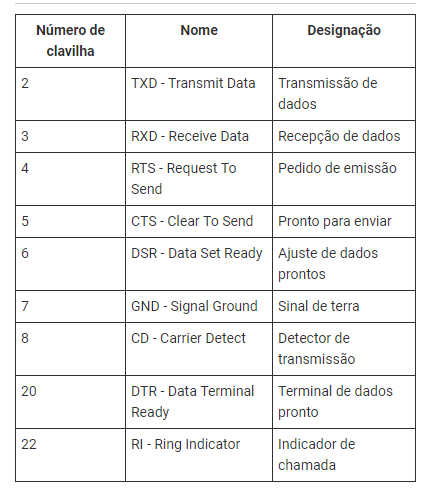 Número de clavilha Nome Designação
2 TXD - Transmit Data Transmissão de dados
3 RXD - Receive Data Recepção de dados
4 RTS - Request To Send Pedido de emissão
5 CTS - Clear To Send Pronto para enviar
6 DSR - Data Set Ready Ajuste de dados prontos
7 GND - Signal Ground Sinal de terra
8 CD - Carrier Detect Detector de transmissão
20 DTR - Data Terminal Ready Terminal de dados pronto
22 RI - Ring Indicator Indicador de chamada